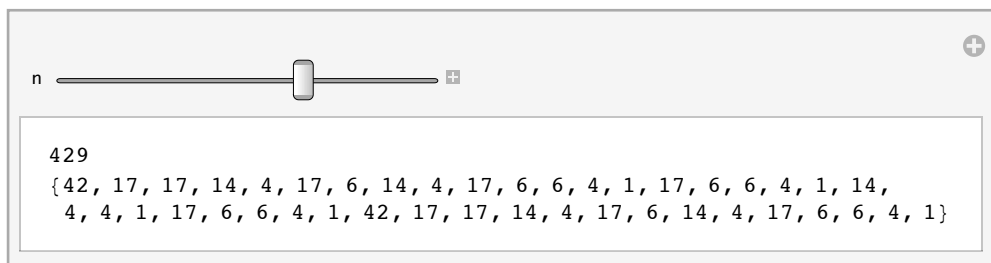 n
429
{42, 17, 17, 14, 4, 17, 6, 14, 4, 17, 6, 6, 4, 1, 17, 6, 6, 4, 1, 14,
4, 4, 1, 17, 6, 6, 4, 1, 42, 17, 17, 14, 4, 17, 6, 14, 4, 17, 6, 6, 4, 1}